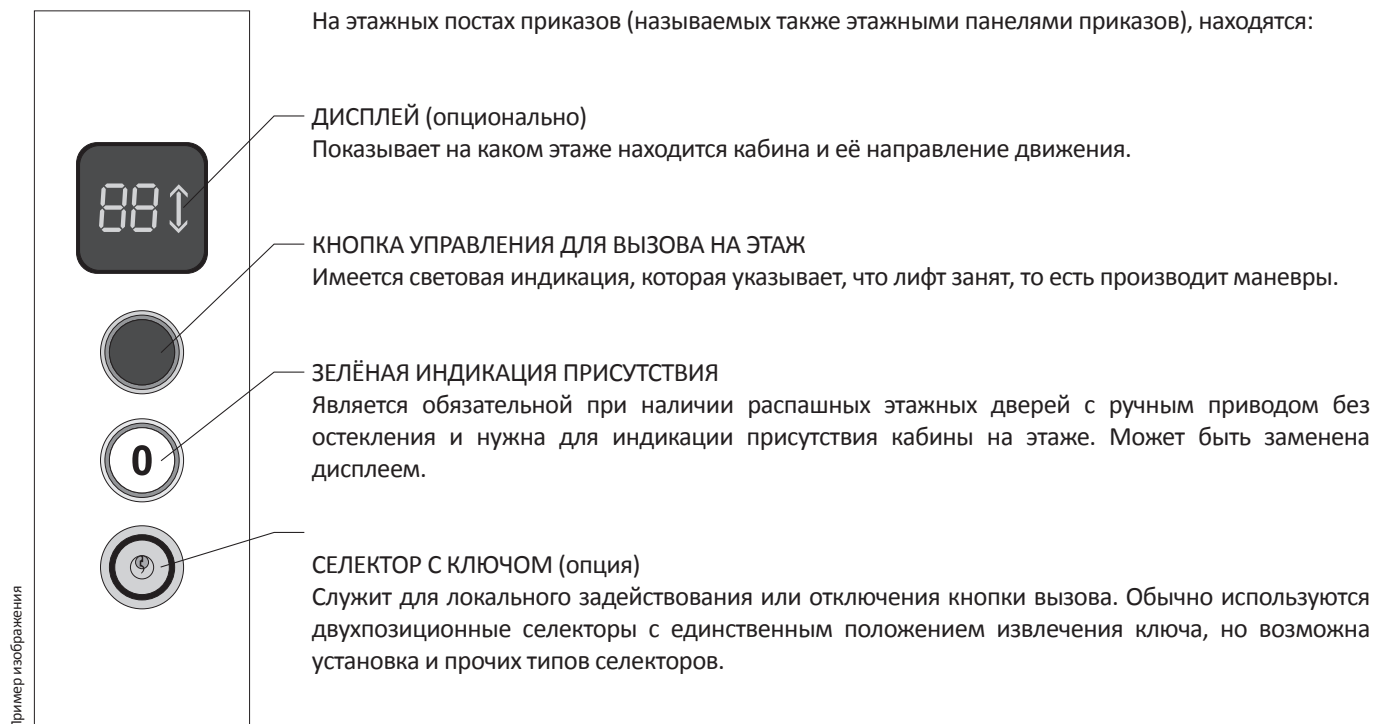 На этажных постах приказов (называемых также этажными панелями приказов), находятся:
ДИСПЛЕЙ (опционально)
Показывает на каком этаже находится кабина и её направление движения.
88
КНОПКА УПРАВЛЕНИЯ ДЛЯ ВЫЗОВА НА ЭТАЖ
Имеется световая индикация, которая указывает, что лифт занят, то есть производит маневры.
ЗЕЛЁНАЯ ИНДИКАЦИЯ ПРИСУТСТВИЯ
Является обязательной при наличии распашных этажных дверей с ручным приводом без
остекления и нужна для индикации присутствия кабины на этаже. Может быть заменена
дисплеем.
0
СЕЛЕКТОР С КЛЮЧОМ (опция)
Служит для локального задействования или отключения кнопки вызова. Обычно используются
двухпозиционные селекторы с единственным положением извлечения ключа, но возможна
установка и прочих типов селекторов.
Пример изображения